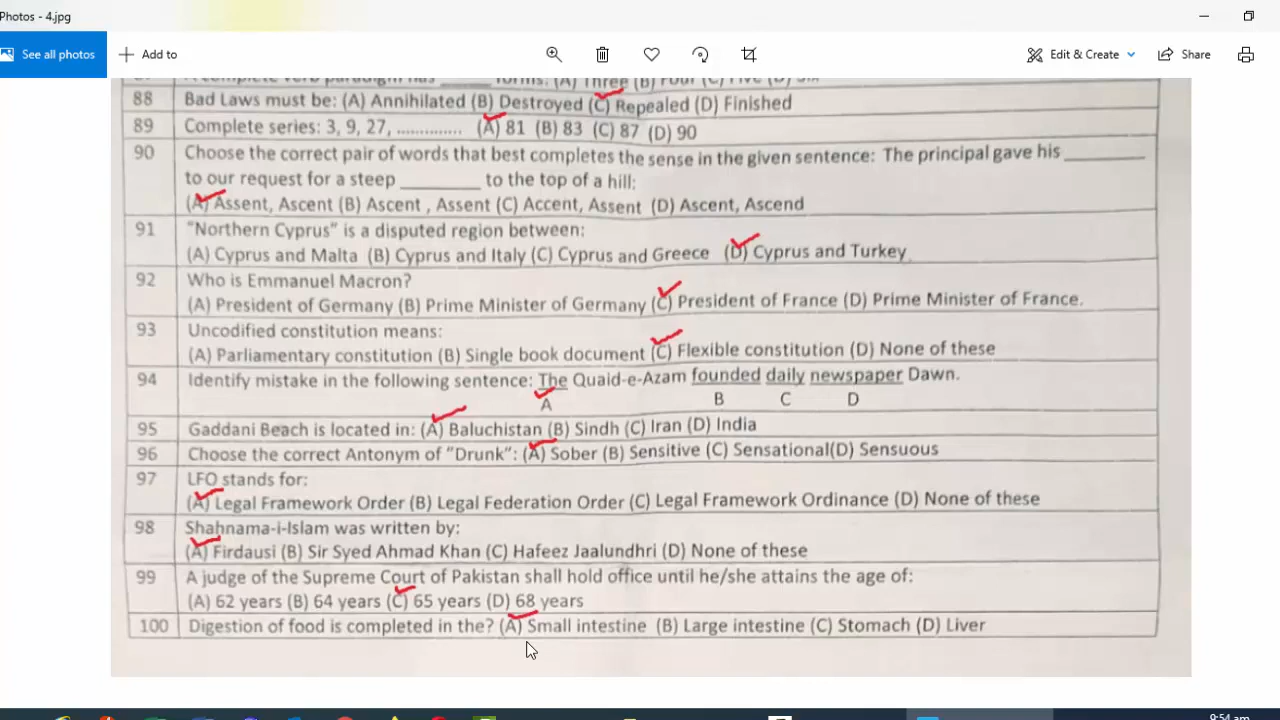 Photos - 4.jpg
See all photos
Add to
Edit & Create
Share
88 Bad Laws must be: (A) Annihilated (B) Destroyed (C) Repealed (D) Finished
89 Complete series: 3, 9, 27, .............. (A) 81 (B) 83 (C) 87 (D) 90
90 Choose the correct pair of words that best completes the sense in the given sentence: The principal gave his ________
to our request for a steep ________ to the top of a hill:
(A) Assent, Ascent (B) Ascent , Assent (C) Accent, Assent (D) Ascent, Ascend
91 “Northern Cyprus” is a disputed region between:
(A) Cyprus and Malta (B) Cyprus and Italy (C) Cyprus and Greece (D) Cyprus and Turkey
92 Who is Emmanuel Macron?
(A) President of Germany (B) Prime Minister of Germany (C) President of France (D) Prime Minister of France.
93 Uncodified constitution means:
(A) Parliamentary constitution (B) Single book document (C) Flexible constitution (D) None of these
94 Identify mistake in the following sentence: The Quaid-e-Azam founded daily newspaper Dawn.
A B C D
95 Gaddani Beach is located in: (A) Baluchistan (B) Sindh (C) Iran (D) India
96 Choose the correct Antonym of “Drunk”: (A) Sober (B) Sensitive (C) Sensational(D) Sensuous
97 LFO stands for:
(A) Legal Framework Order (B) Legal Federation Order (C) Legal Framework Ordinance (D) None of these
98 Shahnama-i-Islam was written by:
(A) Firdausi (B) Sir Syed Ahmad Khan (C) Hafeez Jaalundhri (D) None of these
99 A judge of the Supreme Court of Pakistan shall hold office until he/she attains the age of:
(A) 62 years (B) 64 years (C) 65 years (D) 68 years
100 Digestion of food is completed in the? (A) Small intestine (B) Large intestine (C) Stomach (D) Liver